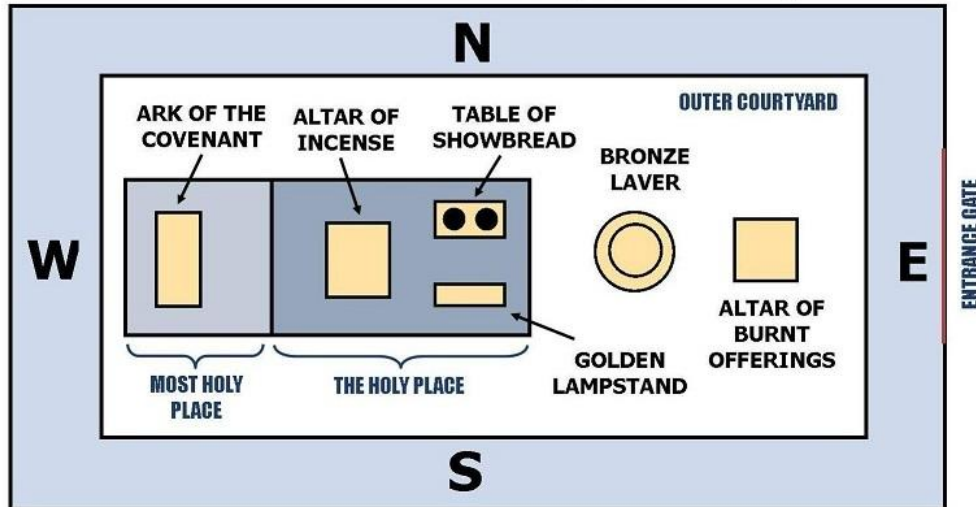 N
OUTER COURTYARD
ARK OF THE
COVENANT
ALTAR OF
INCENSE
TABLE OF
SHOWBREAD
BRONZE
LAVER
W
E
ENTRANCE GATE
ALTAR OF
BURNT
OFFERINGS
GOLDEN
LAMPSTAND
MOST HOLY
PLACE
THE HOLY PLACE
S